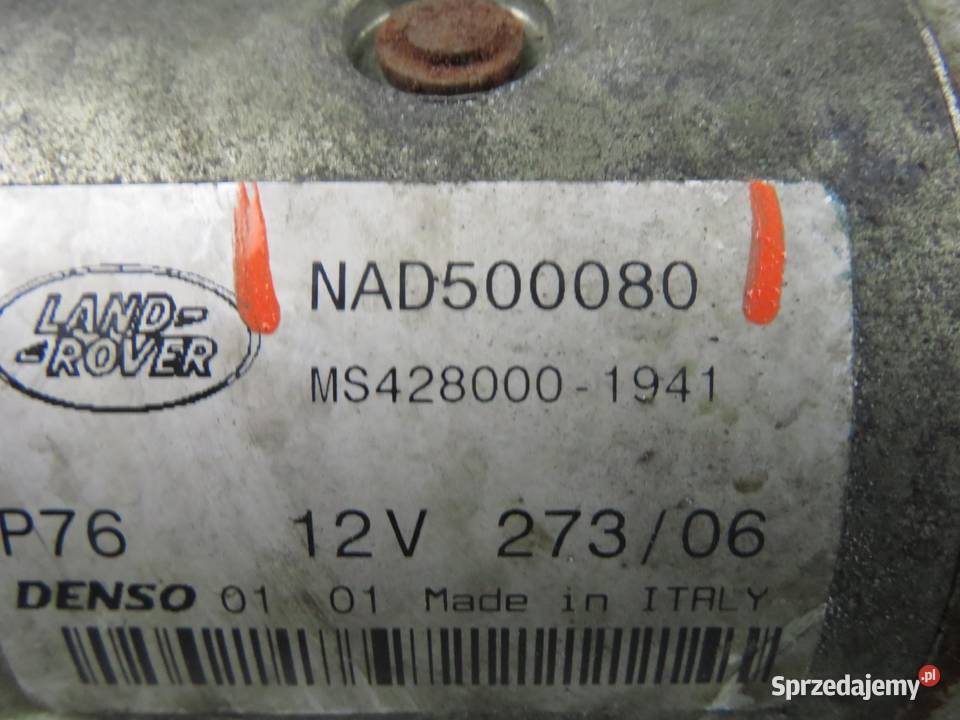 LAND-
-ROVER
NAD500080
MS428000-1941
P76 12V 273/06
DENSO 01 01 Made in ITALY
Sprzedajemy.pl